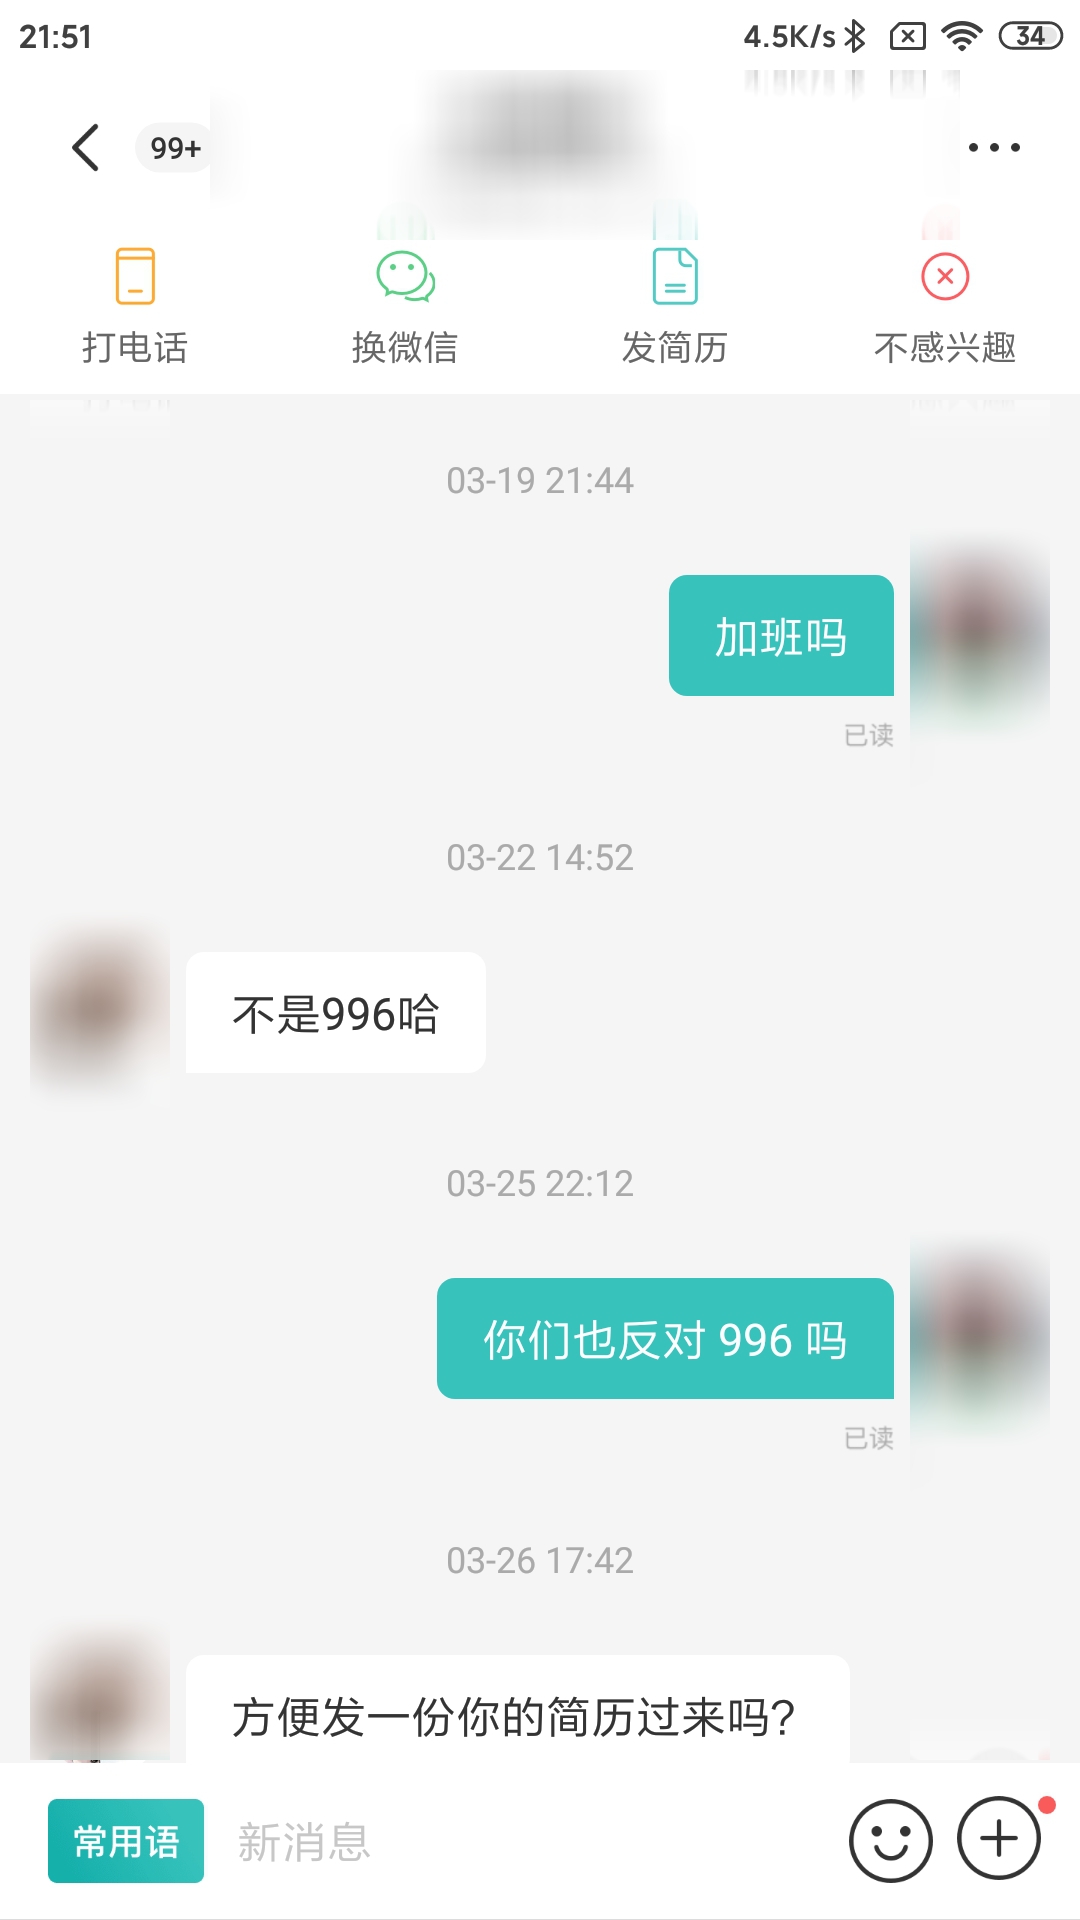 21:51 4.5K/s 34
99+
打电话 换微信 发简历 不感兴趣
03-19 21:44
加班吗
已读
03-22 14:52
不是996哈
03-25 22:12
你们也反对 996 吗
已读
03-26 17:42
方便发一份你的简历过来吗?
常用语 新消息